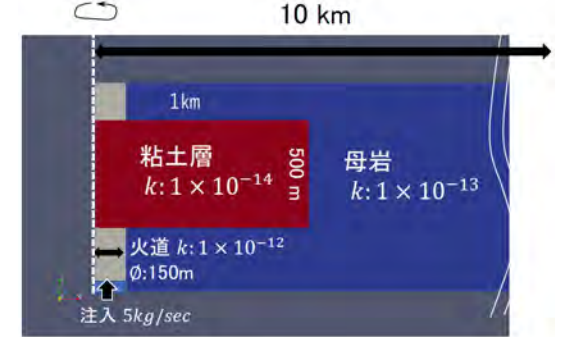 10 km
1km
粘土層
k: 1 × 10⁻¹⁴
500 m
母岩
k: 1 × 10⁻¹³
火道 k: 1 × 10⁻¹²
Ø:150m
注入 5kg/sec